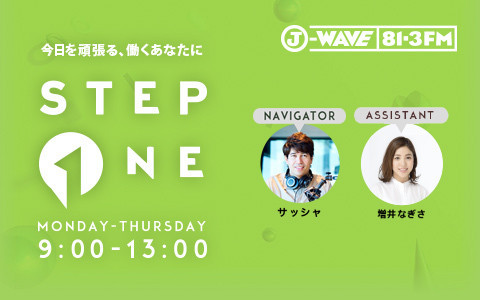 今日を頑張る、働くあなたに
J-WAVE 81.3FM
STEP
1NE
MONDAY-THURSDAY
9:00-13:00
NAVIGATOR
サッシャ
ASSISTANT
増井なぎさ